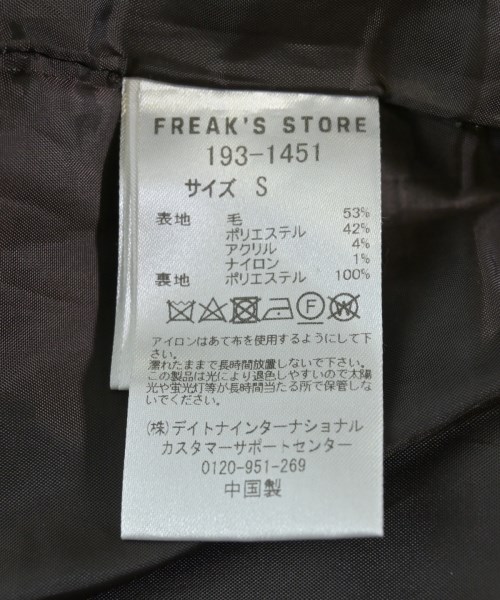 FREAK'S STORE
193-1451
サイズ S
表地 毛 53%
ポリエステル 42%
アクリル 4%
ナイロン 1%
裏地 ポリエステル 100%
F W
アイロンはあて布を使用するようにして下
さい。
濡れたままで長時間放置しないで下さい。
この製品は光により退色しやすいので太陽
光や蛍光灯等が長時間当たる所で保管しな
いでください。
(株)デイトナインターナショナル
カスタマーサポートセンター
0120-951-269
中国製